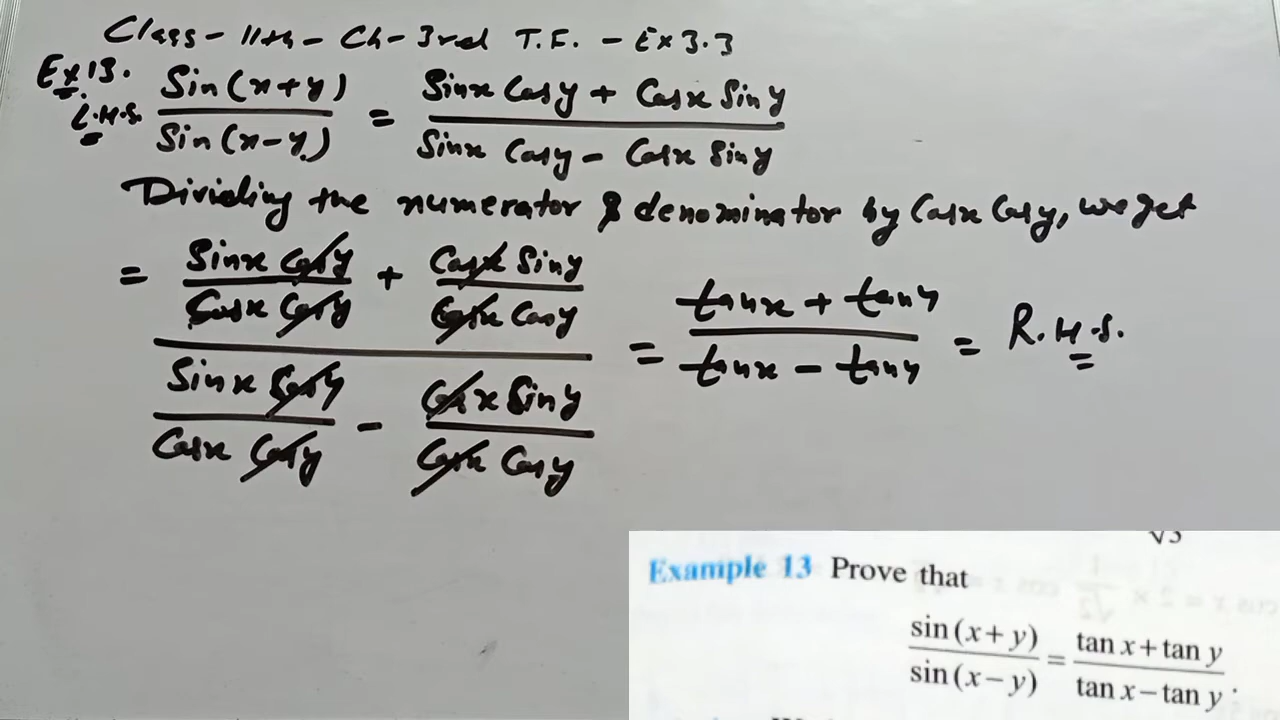 Class - 11th - Ch - 3rd T.F. - Ex 3.3
Ex 13.
L.H.S. Sin(x+y) / Sin(x-y) = Sinx Cosy + Cosx Siny / Sinx Cosy - Cosx Siny
Dividing the numerator & denominator by Cosx Cosy, we get
= Sinx Cosy / Cosx Cosy + Cosx Siny / Cosx Cosy
Sinx Cosy / Cosx Cosy - Cosx Siny / Cosx Cosy
= tanx + tany / tanx - tany = R.H.S.
√3
Example 13 Prove that
sin (x + y) / sin (x - y) = tan x + tan y / tan x - tan y .